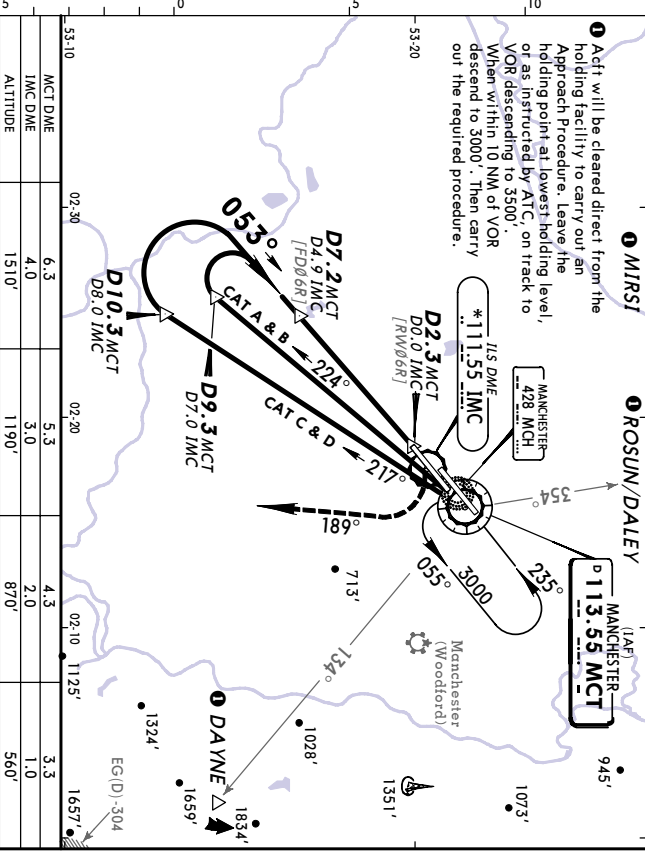 ❶ Acft will be cleared direct from the
holding facility to carry out an
Approach Procedure. Leave the
holding point at lowest holding level,
or as instructed by ATC, on track to
VOR descending to 3500'.
When within 10 NM of VOR
descend to 3000'. Then carry
out the required procedure.
❶ MIRSI
❶ ROSUN/DALEY
(IAF)
MANCHESTER
D 113.55 MCT
MANCHESTER
428 MCH
ILS DME
*111.55 IMC
354°
235°
3000
055°
D2.3 MCT
D0.0 IMC
[RWØ6R]
D7.2 MCT
D4.9 IMC
[FDØ6R]
053°
CAT A & B
224°
CAT C & D
217°
189°
D9.3 MCT
D7.0 IMC
D10.3 MCT
D8.0 IMC
Manchester
(Woodford)
134°
❶ DAYNE
713'
945'
1073'
1351'
1028'
1834'
1659'
1324'
1125'
1657'
EG(D)-304
53-10
53-20
02-30
02-20
02-10
5
0
5
10
MCT DME 6.3 5.3 4.3 3.3
IMC DME 4.0 3.0 2.0 1.0
ALTITUDE 1510' 1190' 870' 560'